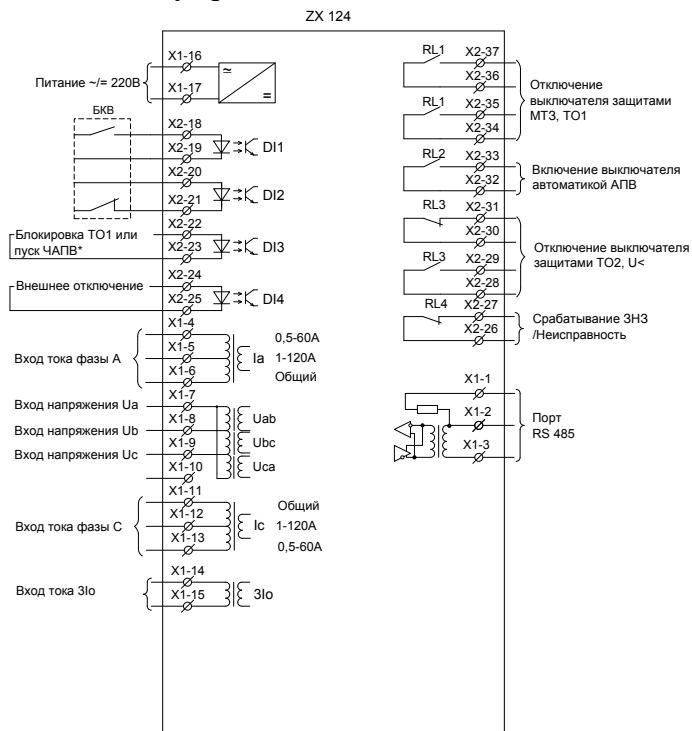 ZX 124
X1-16
Питание ~/= 220В
X1-17
≃
=
БКВ
X2-18
X2-19
DI1
X2-20
X2-21
DI2
X2-22
Блокировка ТО1 или
пуск ЧАПВ*
X2-23
DI3
X2-24
Внешнее отключение
X2-25
DI4
X1-4
0,5-60А
X1-5
Вход тока фазы А
Ia
1-120А
X1-6
Общий
X1-7
Вход напряжения Ua
X1-8
Uab
Вход напряжения Ub
X1-9
Ubc
Вход напряжения Uc
X1-10
Uca
X1-11
Общий
X1-12
Вход тока фазы С
Ic
1-120А
X1-13
0,5-60А
X1-14
Вход тока 3Io
X1-15
3Io
RL1
X2-37
X2-36
RL1
X2-35
X2-34
Отключение
выключателя защитами
МТЗ, ТО1
RL2
X2-33
X2-32
Включение выключателя
автоматикой АПВ
RL3
X2-31
X2-30
RL3
X2-29
X2-28
Отключение выключателя
защитами ТО2, U<
RL4
X2-27
X2-26
Срабатывание ЗНЗ
/Неисправность
X1-1
X1-2
X1-3
Порт
RS 485